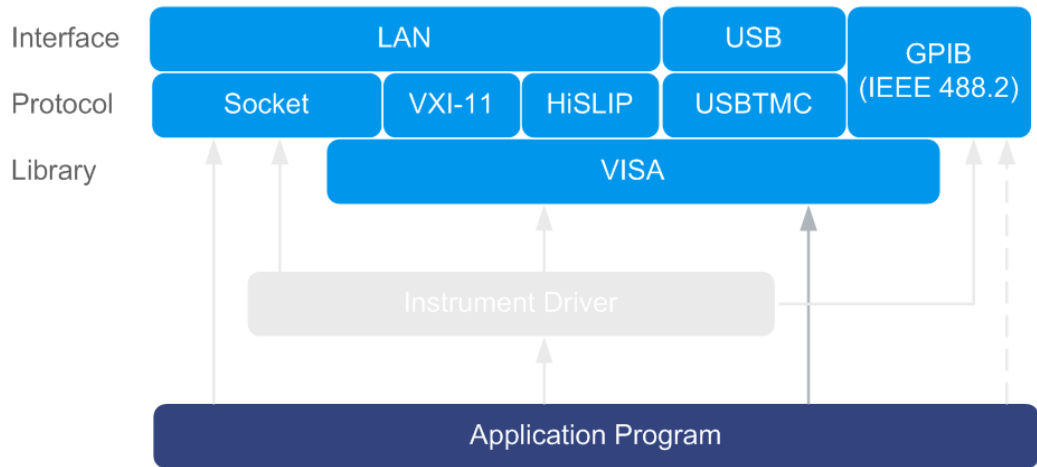 Interface
LAN
USB
GPIB
(IEEE 488.2)
Protocol
Socket
VXI-11
HiSLIP
USBTMC
Library
VISA
Instrument Driver
Application Program